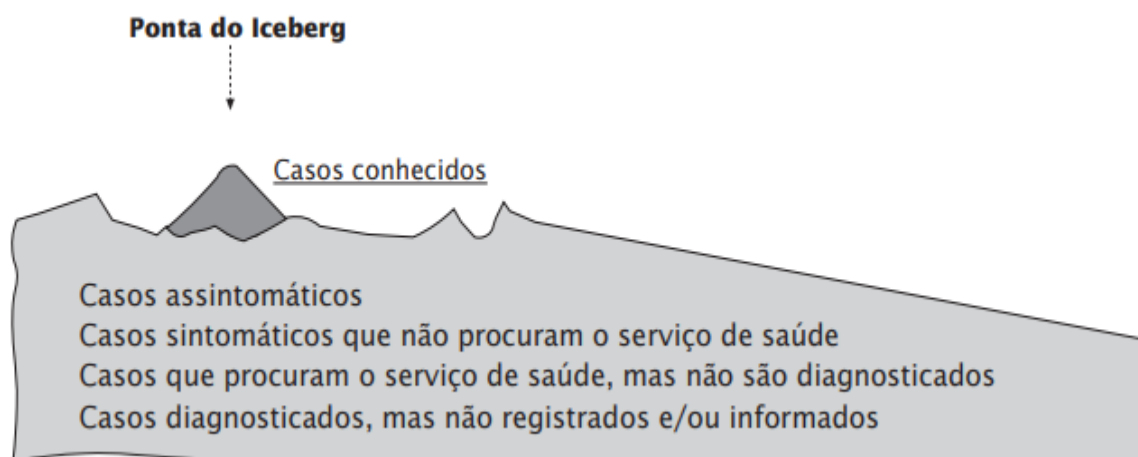 Ponta do Iceberg
Casos conhecidos
Casos assintomáticos
Casos sintomáticos que não procuram o serviço de saúde
Casos que procuram o serviço de saúde, mas não são diagnosticados
Casos diagnosticados, mas não registrados e/ou informados